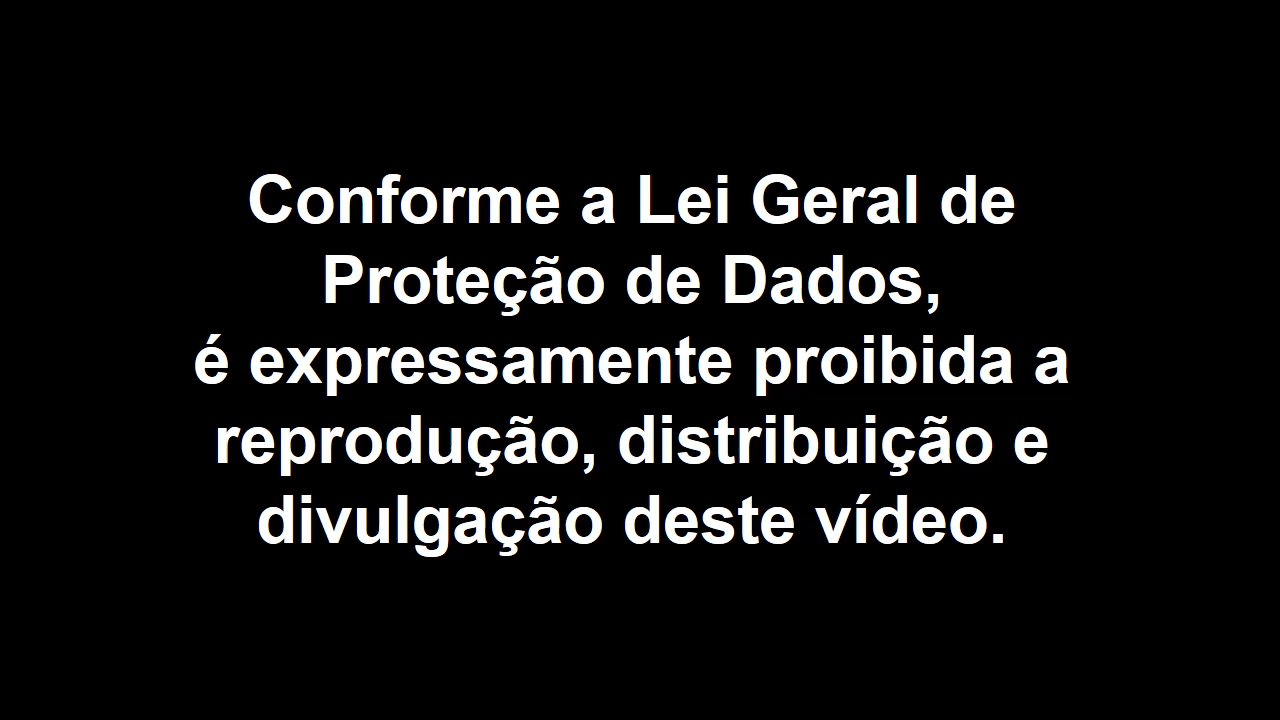 Conforme a Lei Geral de
Proteção de Dados,
é expressamente proibida a
reprodução, distribuição e
divulgação deste vídeo.